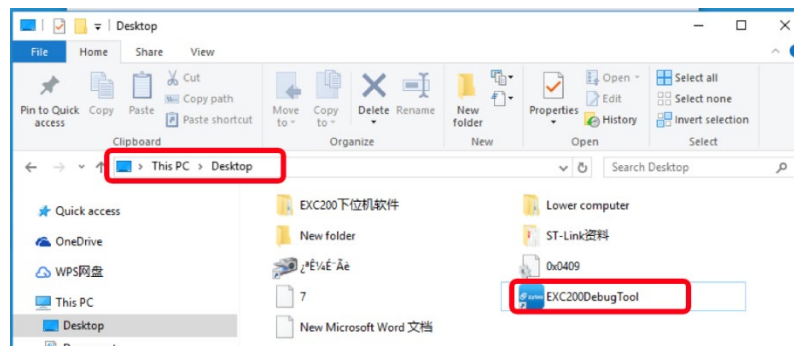 Desktop
File Home Share View
Pin to Quick access
Copy
Paste
Cut
Copy path
Paste shortcut
Clipboard
Move to
Copy to
Delete
Rename
Organize
New folder
New
Properties
Open
Edit
History
Open
Select all
Select none
Invert selection
Select
This PC > Desktop
Search Desktop
Quick access
OneDrive
WPS网盘
This PC
Desktop
EXC200下位机软件
New folder
¿ªÊ¼É¨Ãè
7
New Microsoft Word 文档
Lower computer
ST-Link资料
0x0409
EXC200DebugTool